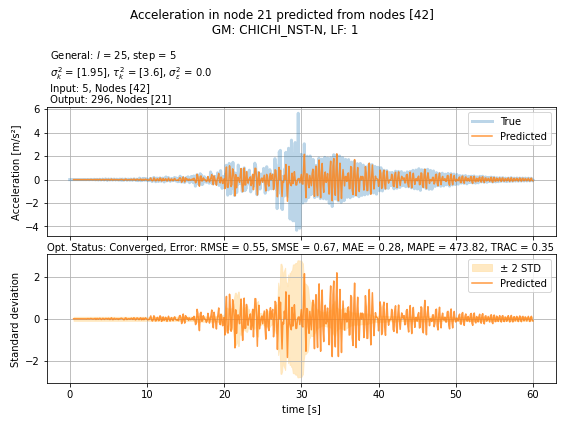 Acceleration in node 21 predicted from nodes [42]
GM: CHICHI_NST-N, LF: 1
General: l = 25, step = 5
σ²ₖ = [1.95], τ²ₖ = [3.6], σ²_ε = 0.0
Input: 5, Nodes [42]
Output: 296, Nodes [21]
6
4
2
0
−2
−4
Acceleration [m/s²]
True
Predicted
Opt. Status: Converged, Error: RMSE = 0.55, SMSE = 0.67, MAE = 0.28, MAPE = 473.82, TRAC = 0.35
2
0
−2
Standard deviation
± 2 STD
Predicted
0 10 20 30 40 50 60
time [s]